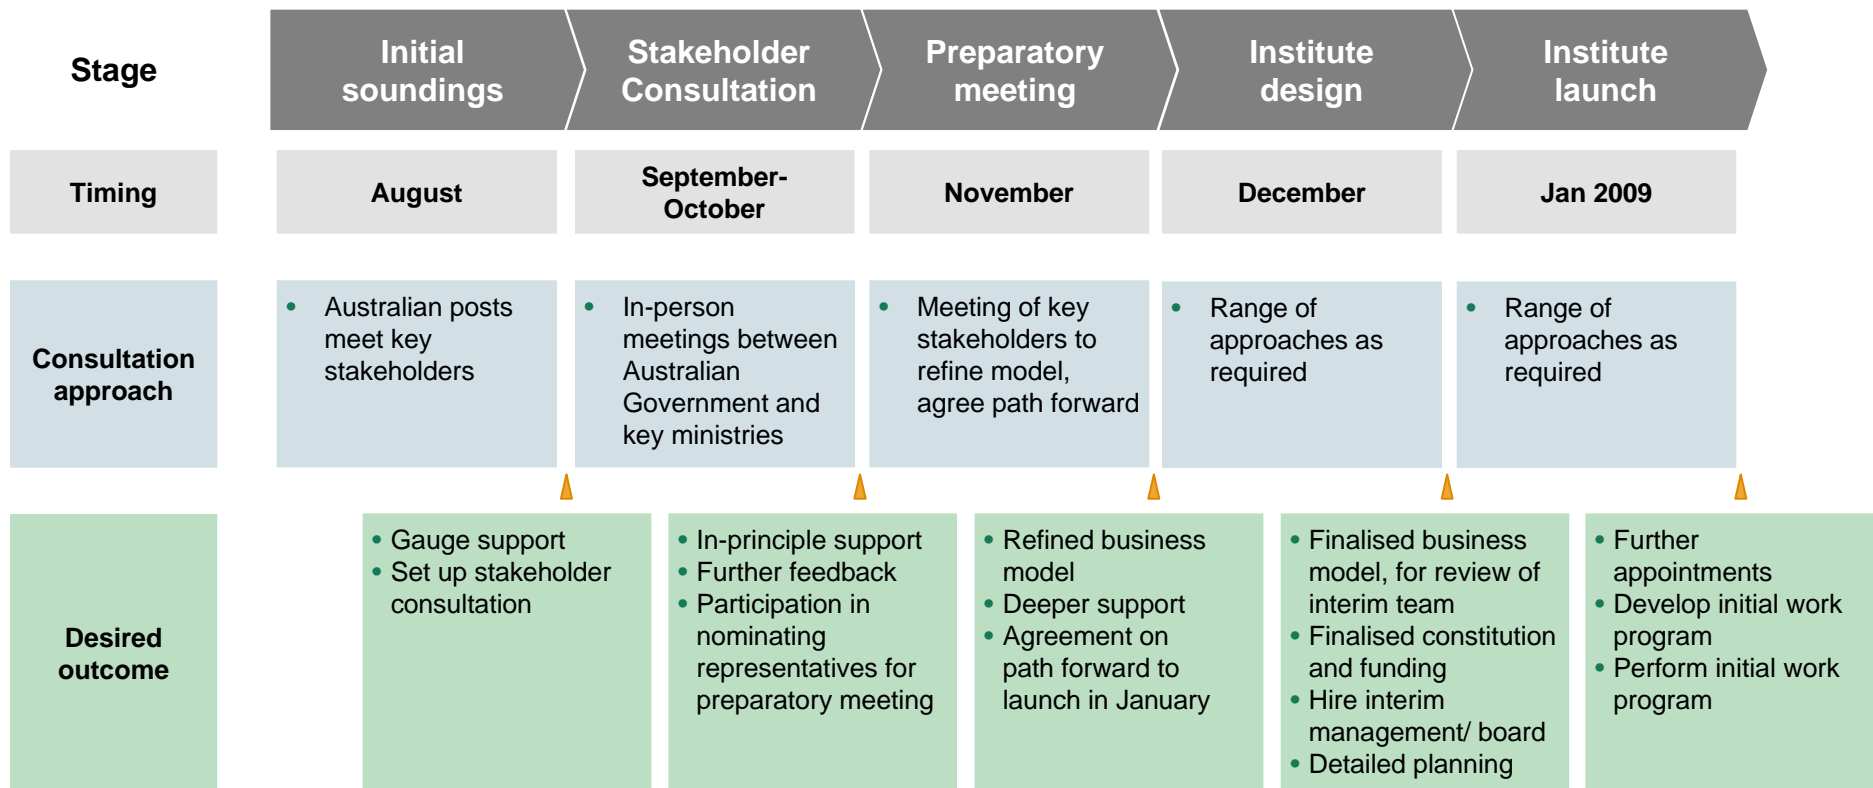 Stage
Initial
soundings
Stakeholder
Consultation
Preparatory
meeting
Institute
design
Institute
launch
Timing
August
September-
October
November
December
Jan 2009
Consultation
approach
• Australian posts
meet key
stakeholders
• In-person
meetings between
Australian
Government and
key ministries
• Meeting of key
stakeholders to
refine model,
agree path forward
• Range of
approaches as
required
• Range of
approaches as
required
Desired
outcome
• Gauge support
• Set up stakeholder
consultation
• In-principle support
• Further feedback
• Participation in
nominating
representatives for
preparatory meeting
• Refined business
model
• Deeper support
• Agreement on
path forward to
launch in January
• Finalised business
model, for review of
interim team
• Finalised constitution
and funding
• Hire interim
management/ board
• Detailed planning
• Further
appointments
• Develop initial work
program
• Perform initial work
program